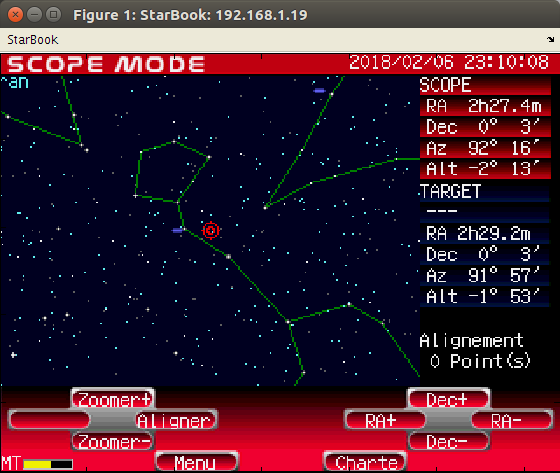 Figure 1: StarBook: 192.168.1.19
StarBook
SCOPE MODE
2018/02/06 23:10:08
^an
SCOPE
RA 2h27.4m
Dec 0° 3′
Az 92° 16′
Alt -2° 13′
TARGET
---
RA 2h29.2m
Dec 0° 3′
Az 91° 57′
Alt -1° 53′
Alignement
0 Point(s)
Zoomer+
Dec+
Aligner
RA+
RA-
Zoomer-
Dec-
MT
Menu
Charte